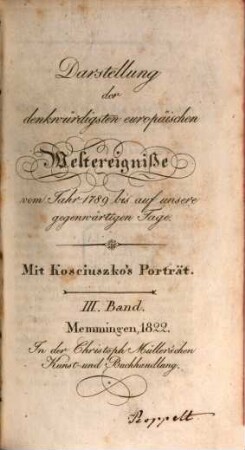 Darstellung
der
denkwürdigsten europäischen
Weltereigniße
vom Jahr 1789 bis auf unsere
gegenwärtigen Tage.
Mit Kosciuszko's Porträt.
III. Band.
Memmingen, 1822.
In der Christoph Müller'schen
Kunst- und Buchhandlung.